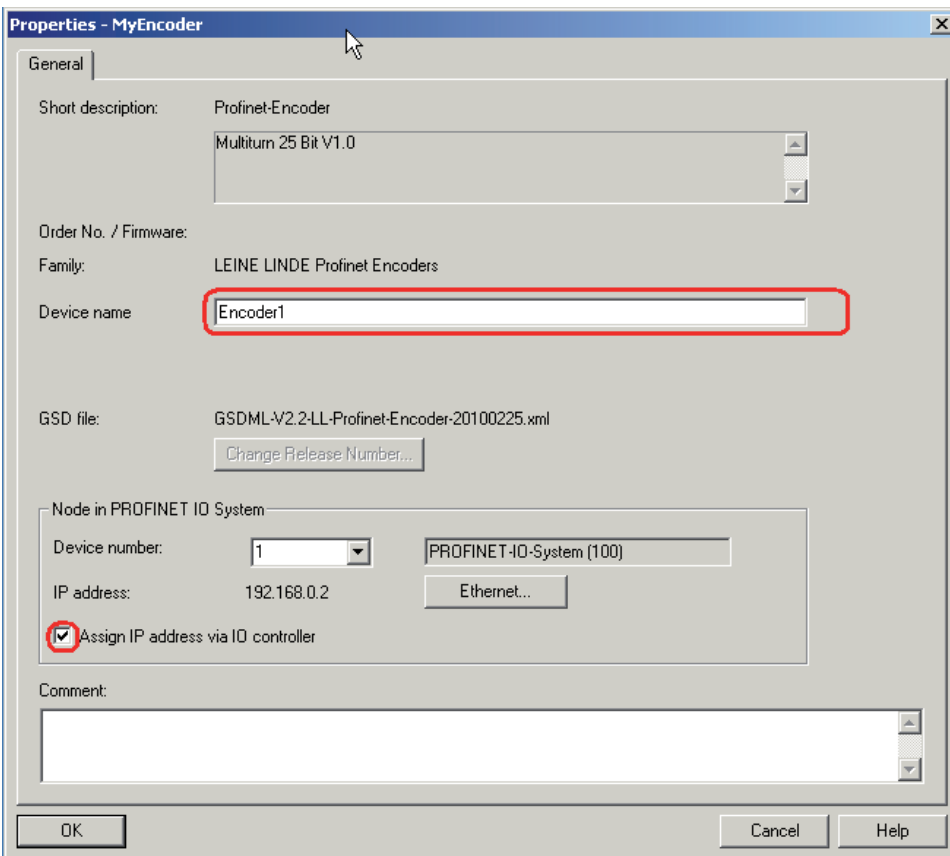 Properties - MyEncoder
General
Short description: Profinet-Encoder
Multiturn 25 Bit V1.0
Order No. / Firmware:
Family: LEINE LINDE Profinet Encoders
Device name Encoder1
GSD file: GSDML-V2.2-LL-Profinet-Encoder-20100225.xml
Change Release Number...
Node in PROFINET IO System
Device number: 1 PROFINET-IO-System (100)
IP address: 192.168.0.2 Ethernet...
Assign IP address via IO controller
Comment:
OK Cancel Help